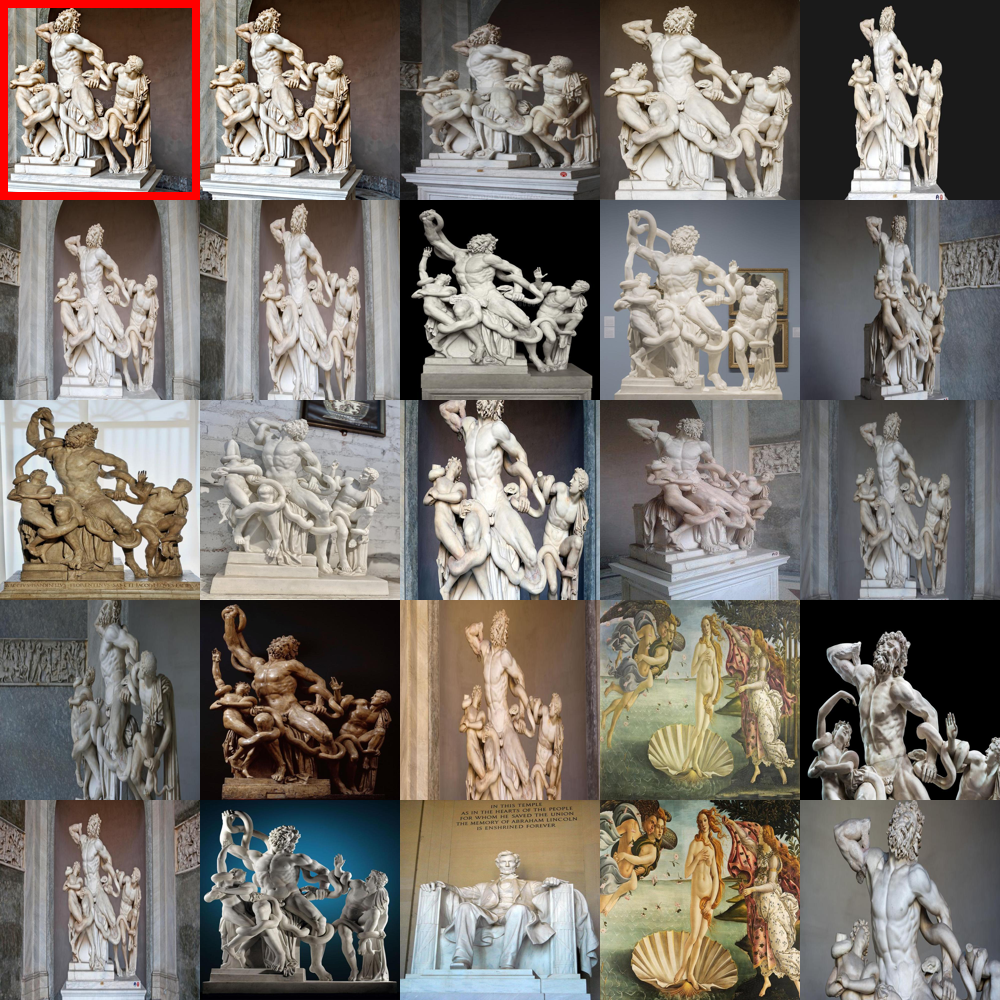 IN THIS TEMPLE
AS IN THE HEARTS OF THE PEOPLE
FOR WHOM HE SAVED THE UNION
THE MEMORY OF ABRAHAM LINCOLN
IS ENSHRINED FOREVER